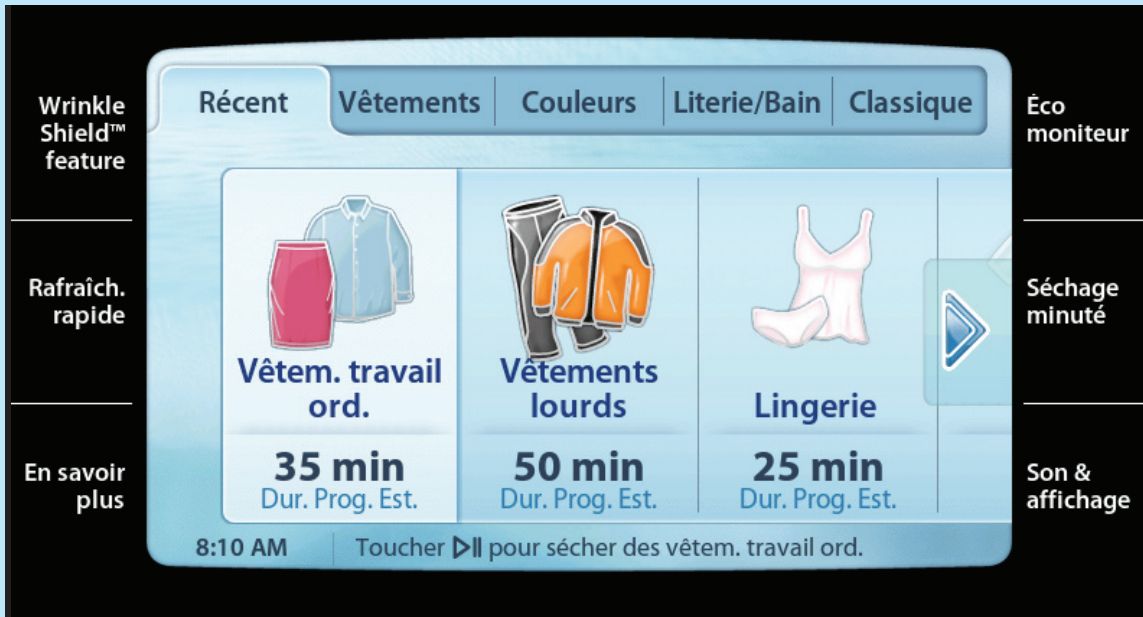 Wrinkle
Shield™
feature
Rafraîch.
rapide
En savoir
plus
Récent
Vêtements
Couleurs
Literie/Bain
Classique
Vêtem. travail
ord.
35 min
Dur. Prog. Est.
Vêtements
lourds
50 min
Dur. Prog. Est.
Lingerie
25 min
Dur. Prog. Est.
8:10 AM
Toucher ▷II pour sécher des vêtem. travail ord.
Éco
moniteur
Séchage
minuté
Son &
affichage